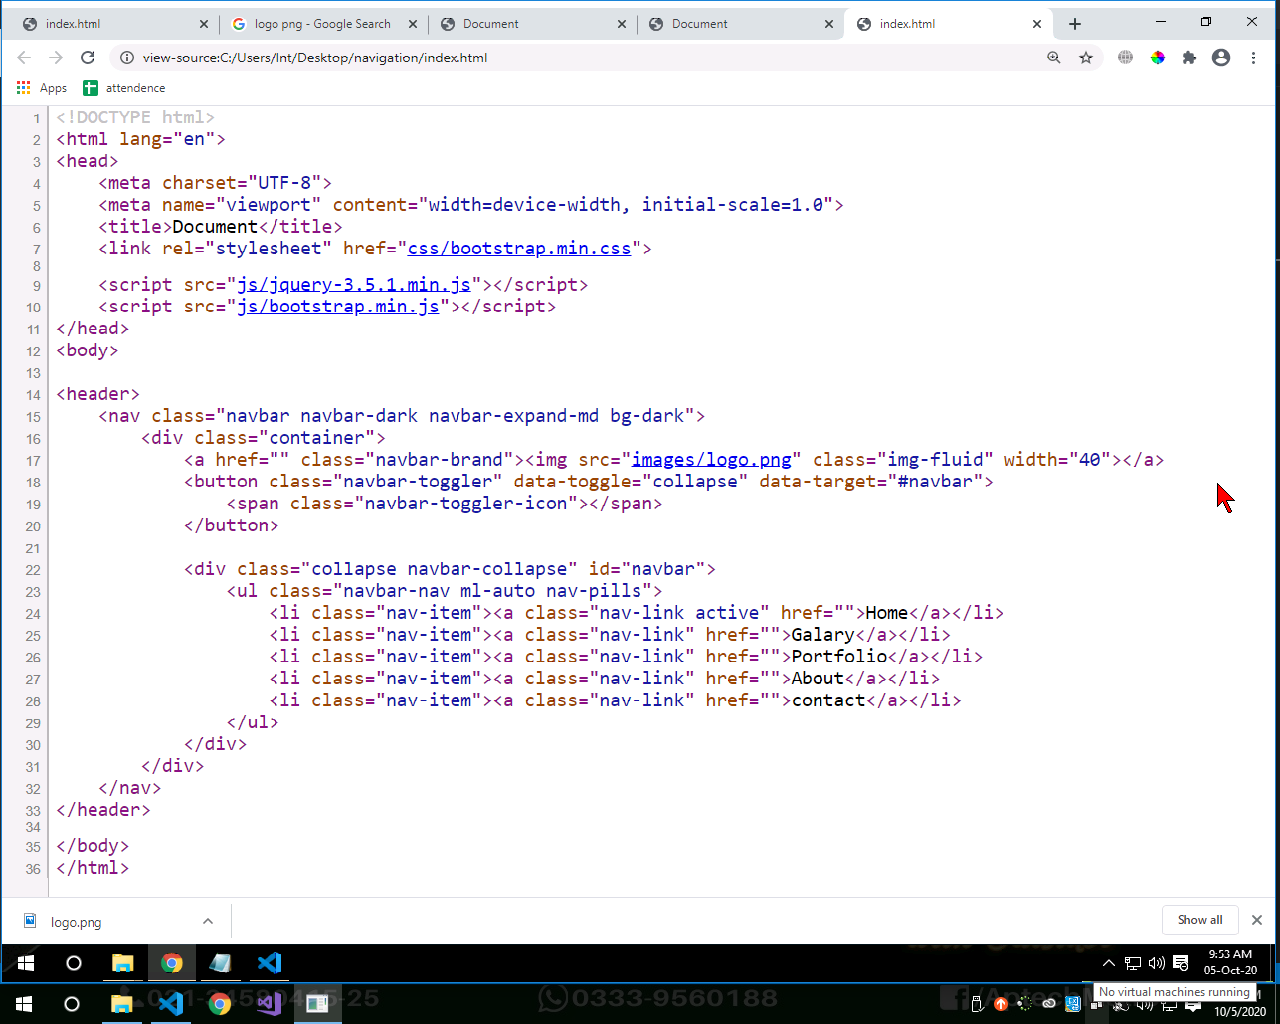 index.html
logo png - Google Search
Document
Document
index.html
view-source:C:/Users/Int/Desktop/navigation/index.html
Apps
attendence
1 <!DOCTYPE html>
2 <html lang="en">
3 <head>
4     <meta charset="UTF-8">
5     <meta name="viewport" content="width=device-width, initial-scale=1.0">
6     <title>Document</title>
7     <link rel="stylesheet" href="css/bootstrap.min.css">
8
9     <script src="js/jquery-3.5.1.min.js"></script>
10     <script src="js/bootstrap.min.js"></script>
11 </head>
12 <body>
13
14 <header>
15     <nav class="navbar navbar-dark navbar-expand-md bg-dark">
16         <div class="container">
17             <a href="" class="navbar-brand"><img src="images/logo.png" class="img-fluid" width="40"></a>
18             <button class="navbar-toggler" data-toggle="collapse" data-target="#navbar">
19                 <span class="navbar-toggler-icon"></span>
20             </button>
21
22             <div class="collapse navbar-collapse" id="navbar">
23                 <ul class="navbar-nav ml-auto nav-pills">
24                     <li class="nav-item"><a class="nav-link active" href="">Home</a></li>
25                     <li class="nav-item"><a class="nav-link" href="">Galary</a></li>
26                     <li class="nav-item"><a class="nav-link" href="">Portfolio</a></li>
27                     <li class="nav-item"><a class="nav-link" href="">About</a></li>
28                     <li class="nav-item"><a class="nav-link" href="">contact</a></li>
29                 </ul>
30             </div>
31         </div>
32     </nav>
33 </header>
34
35 </body>
36 </html>
logo.png
Show all
9:53 AM
05-Oct-20
No virtual machines running
0333-9560188
10/5/2020